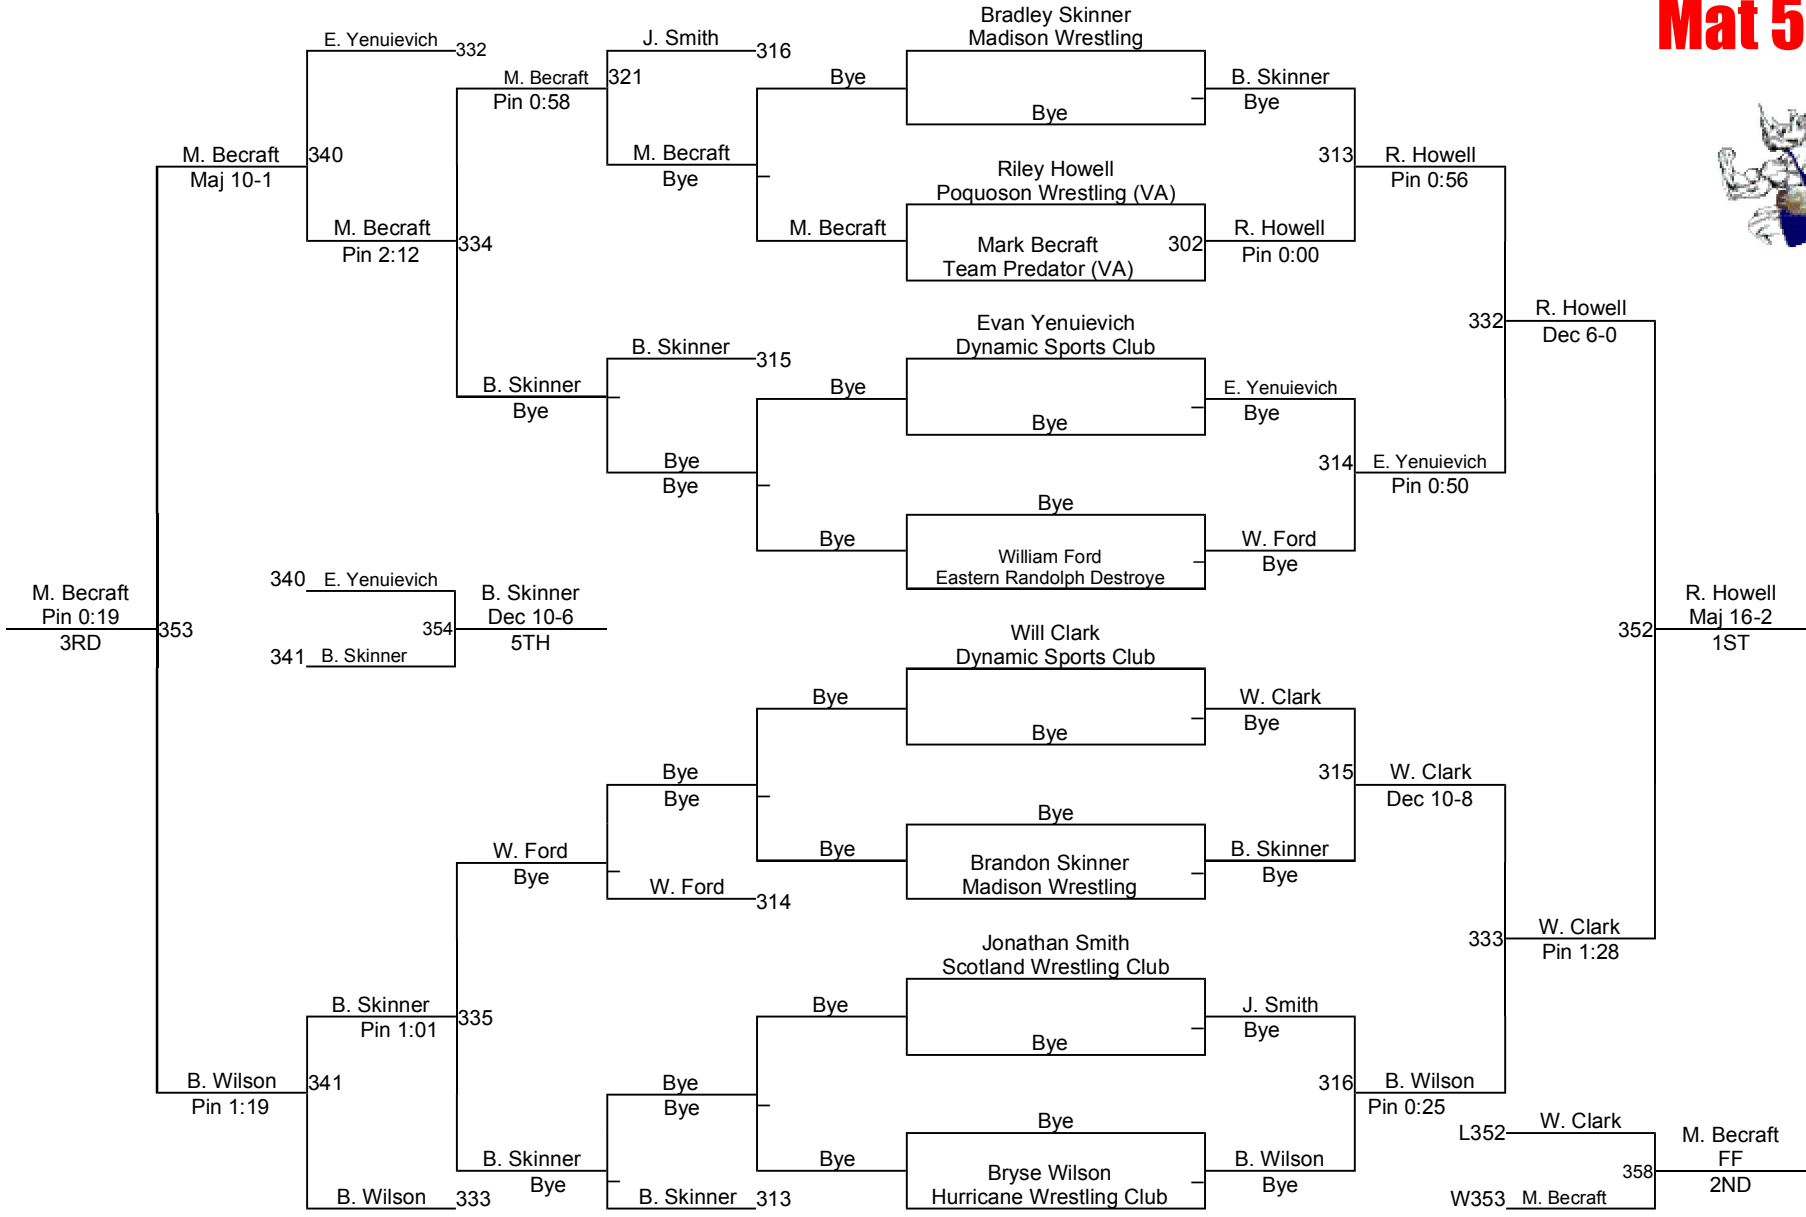 Mat 5
Bradley Skinner
Madison Wrestling
E. Yenuievich
332
J. Smith
316
M. Becraft
321
Pin 0:58
Bye
Bye
B. Skinner
Bye
M. Becraft
Maj 10-1
340
M. Becraft
Bye
Riley Howell
Poquoson Wrestling (VA)
313
R. Howell
Pin 0:56
M. Becraft
Pin 2:12
334
M. Becraft
Mark Becraft
Team Predator (VA)
302
R. Howell
Pin 0:00
Evan Yenuievich
Dynamic Sports Club
332
R. Howell
Dec 6-0
B. Skinner
315
B. Skinner
Bye
Bye
Bye
E. Yenuievich
Bye
Bye
Bye
314
E. Yenuievich
Pin 0:50
Bye
Bye
William Ford
Eastern Randolph Destroye
W. Ford
Bye
M. Becraft
Pin 0:19
3RD
353
340
E. Yenuievich
341
B. Skinner
354
B. Skinner
Dec 10-6
5TH
352
R. Howell
Maj 16-2
1ST
Will Clark
Dynamic Sports Club
Bye
Bye
W. Clark
Bye
Bye
Bye
315
W. Clark
Dec 10-8
Bye
W. Ford
Bye
Bye
Brandon Skinner
Madison Wrestling
B. Skinner
Bye
W. Ford
314
333
W. Clark
Pin 1:28
Jonathan Smith
Scotland Wrestling Club
B. Skinner
Pin 1:01
335
Bye
Bye
J. Smith
Bye
B. Wilson
Pin 1:19
341
Bye
Bye
316
B. Wilson
Pin 0:25
Bye
B. Skinner
Bye
Bye
Bryse Wilson
Hurricane Wrestling Club
B. Wilson
Bye
B. Wilson
333
B. Skinner
313
L352
W. Clark
W353
M. Becraft
358
M. Becraft
FF
2ND